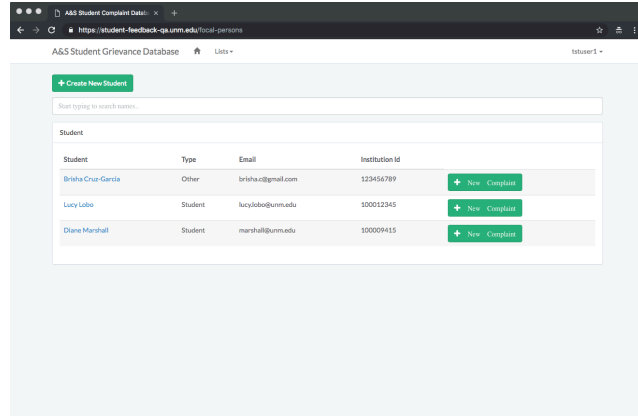 A&S Student Complaint Datab
https://student-feedback-qa.unm.edu/focal-persons
A&S Student Grievance Database Lists tstuser1
Create New Student
Start typing to search names..
Student
Student Type Email Institution Id
Brisha Cruz-Garcia Other brisha.c@gmail.com 123456789 New Complaint
Lucy Lobo Student lucy.lobo@unm.edu 100012345 New Complaint
Diane Marshall Student marshall@unm.edu 100009415 New Complaint